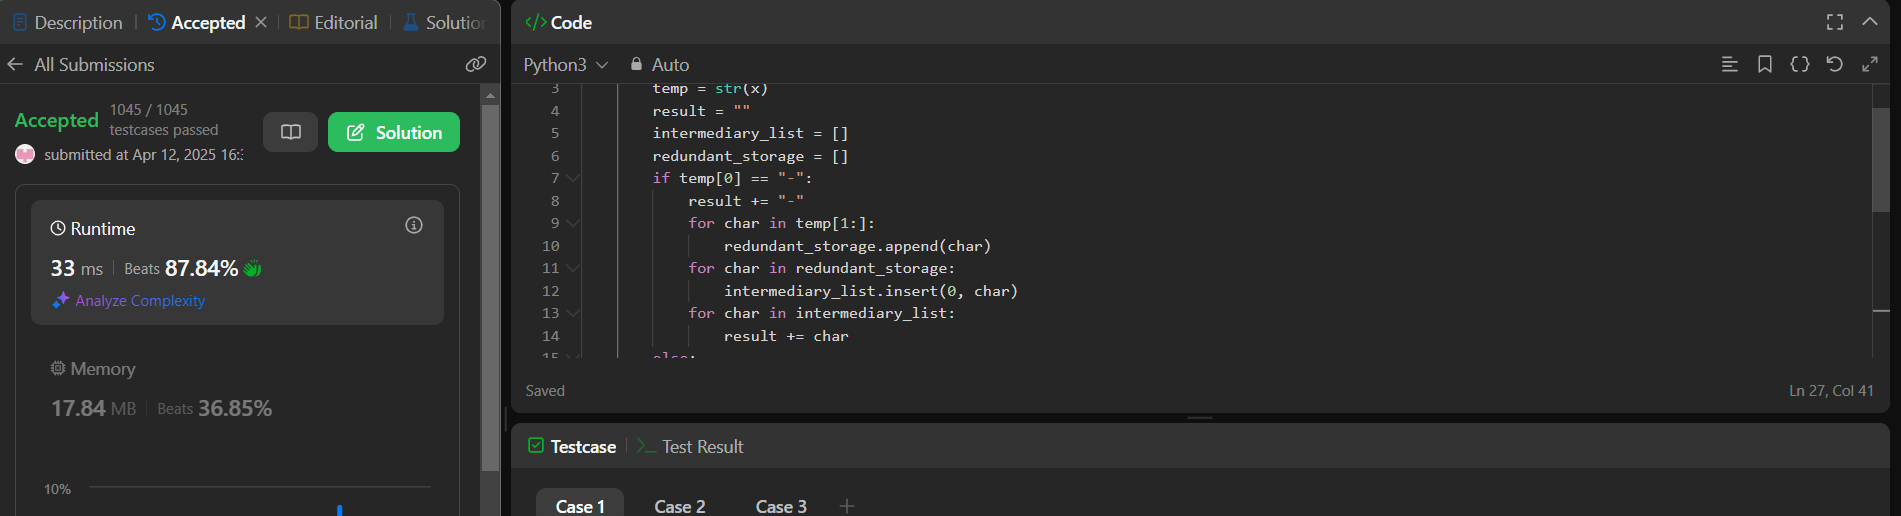 Description
Accepted
Editorial
Solution
All Submissions
Accepted
1045 / 1045
testcases passed
Solution
submitted at Apr 12, 2025 16:
Runtime
33 ms
Beats 87.84%
Analyze Complexity
Memory
17.84 MB
Beats 36.85%
10%
</> Code
Python3
Auto
3 temp = str(x)
4 result = ""
5 intermediary_list = []
6 redundant_storage = []
7 if temp[0] == "-":
8 result += "-"
9 for char in temp[1:]:
10 redundant_storage.append(char)
11 for char in redundant_storage:
12 intermediary_list.insert(0, char)
13 for char in intermediary_list:
14 result += char
15 else:
Saved
Ln 27, Col 41
Testcase
>_ Test Result
Case 1
Case 2
Case 3
+